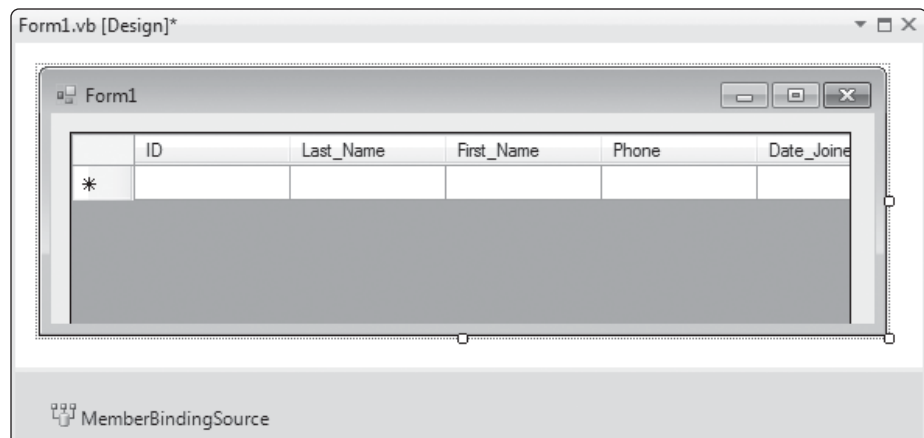 Form1.vb [Design]*
Form1
ID Last_Name First_Name Phone Date_Joine
MemberBindingSource